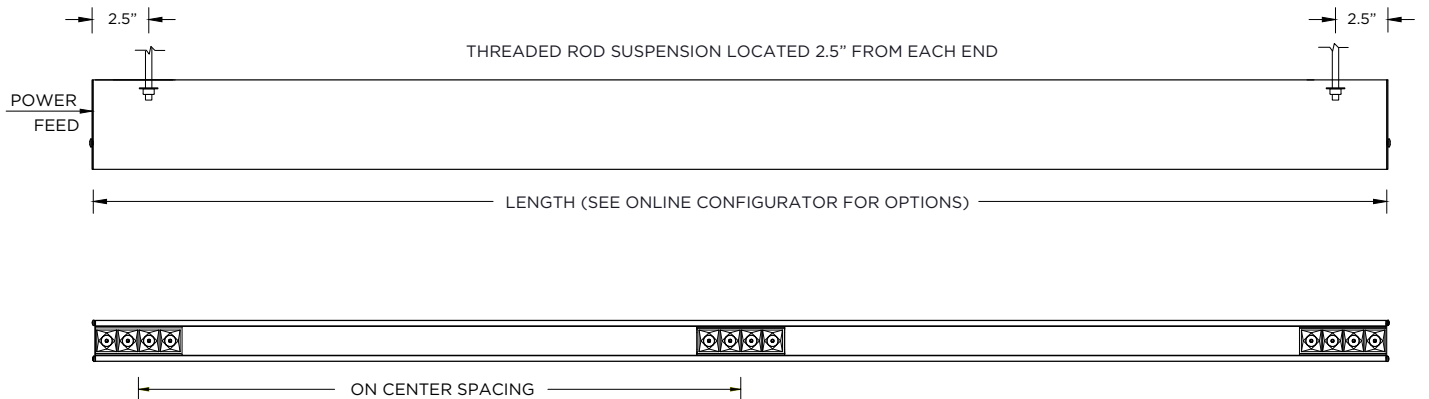 2.5”
2.5”
THREADED ROD SUSPENSION LOCATED 2.5” FROM EACH END
POWER
FEED
LENGTH (SEE ONLINE CONFIGURATOR FOR OPTIONS)
ON CENTER SPACING